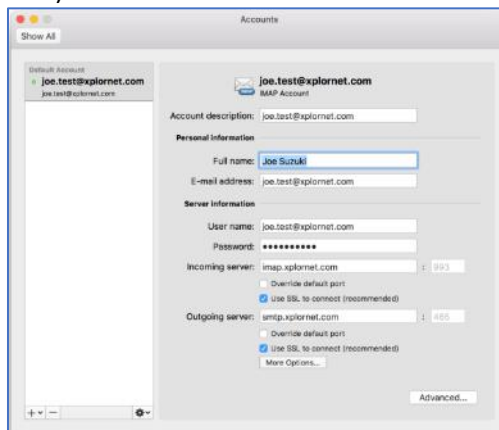 Accounts
Show All
Default Account
joe.test@xplornet.com
joe.test@xplornet.com
joe.test@xplornet.com
IMAP Account
Account description: joe.test@xplornet.com
Personal information
Full name: Joe Suzuki
E-mail address: joe.test@xplornet.com
Server information
User name: joe.test@xplornet.com
Password: ••••••••••
Incoming server: imap.xplornet.com : 993
Override default port
Use SSL to connect (recommended)
Outgoing server: smtp.xplornet.com : 465
Override default port
Use SSL to connect (recommended)
More Options...
Advanced...